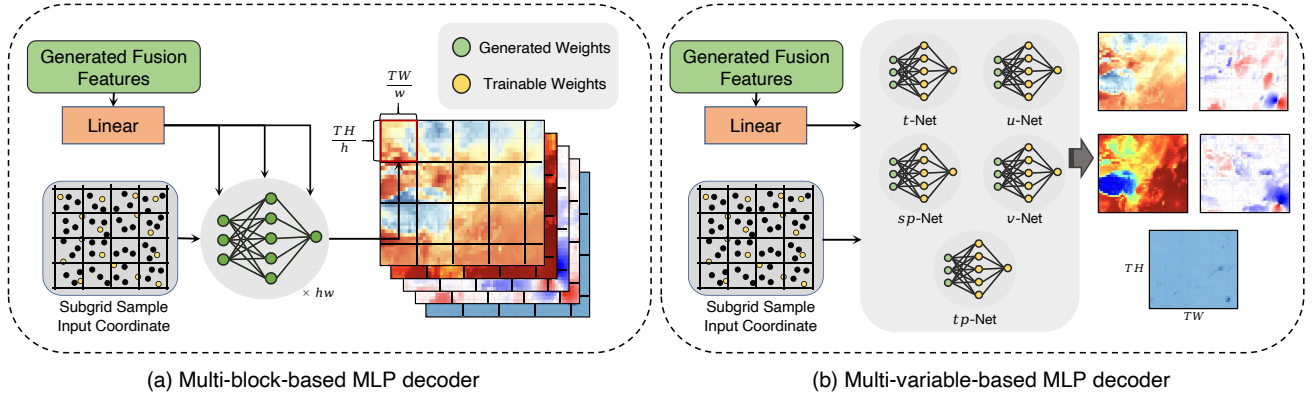 Generated Fusion
Features
Linear
Subgrid Sample
Input Coordinate
× hw
Generated Weights
Trainable Weights
TW
w
TH
h
(a) Multi-block-based MLP decoder
Generated Fusion
Features
Linear
Subgrid Sample
Input Coordinate
t-Net
u-Net
sp-Net
v-Net
tp-Net
TH
TW
(b) Multi-variable-based MLP decoder